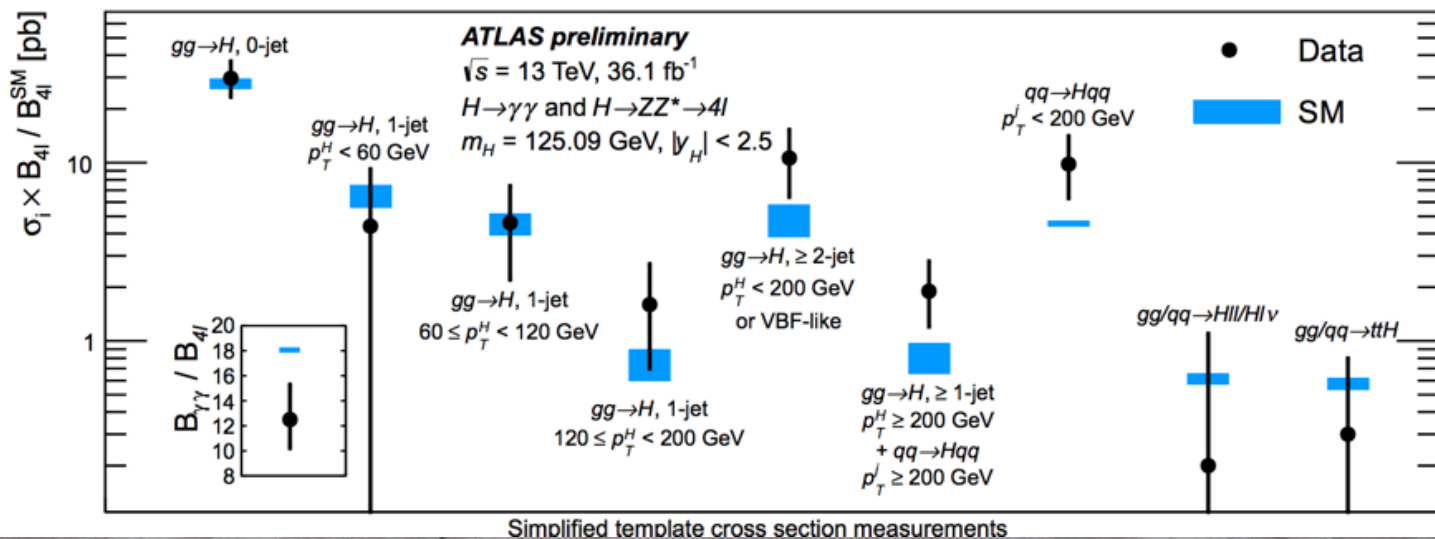 σᵢ × B₄ₗ / B₄ₗ^SM [pb]
10
1
gg→H, 0-jet
gg→H, 1-jet
p_T^H < 60 GeV
ATLAS preliminary
√s = 13 TeV, 36.1 fb⁻¹
H→γγ and H→ZZ*→4l
m_H = 125.09 GeV, |y_H| < 2.5
gg→H, 1-jet
60 ≤ p_T^H < 120 GeV
gg→H, 1-jet
120 ≤ p_T^H < 200 GeV
gg→H, ≥ 2-jet
p_T^H < 200 GeV
or VBF-like
gg→H, ≥ 1-jet
p_T^H ≥ 200 GeV
+ qq→Hqq
p_T^j ≥ 200 GeV
qq→Hqq
p_T^j < 200 GeV
gg/qq→Hll/Hlν
gg/qq→ttH
Data
SM
B_γγ / B₄ₗ
20
18
16
14
12
10
8
Simplified template cross section measurements